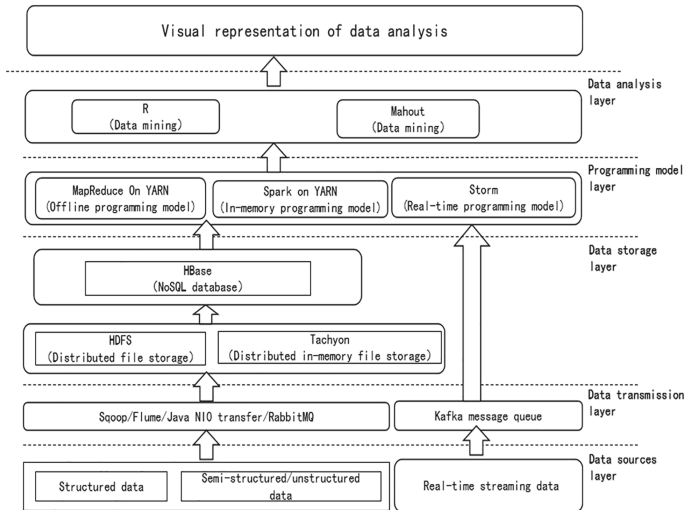 Visual representation of data analysis
Data analysis
layer
R
(Data mining)
Mahout
(Data mining)
Programming model
layer
MapReduce On YARN
(Offline programming model)
Spark on YARN
(In-memory programming model)
Storm
(Real-time programming model)
Data storage
layer
HBase
(NoSQL database)
HDFS
(Distributed file storage)
Tachyon
(Distributed in-memory file storage)
Data transmission
layer
Sqoop/Flume/Java NIO transfer/RabbitMQ
Kafka message queue
Data sources
layer
Structured data
Semi-structured/unstructured
data
Real-time streaming data